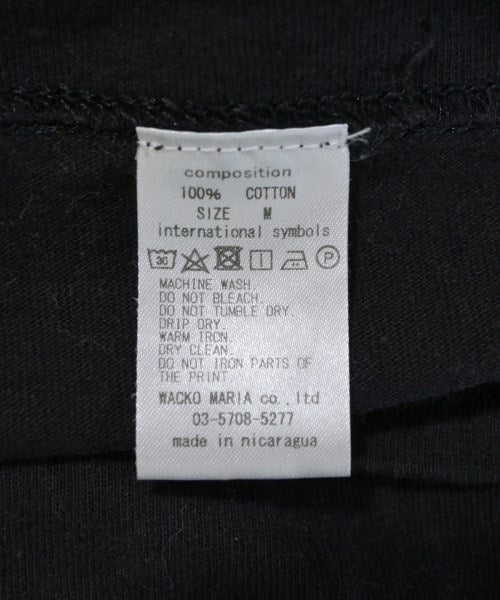 composition
100% COTTON
SIZE M
international symbols
30 P
MACHINE WASH.
DO NOT BLEACH.
DO NOT TUMBLE DRY.
DRIP DRY.
WARM IRON.
DRY CLEAN.
DO NOT IRON PARTS OF
THE PRINT.
WACKO MARIA co.,ltd
03-5708-5277
made in nicaragua